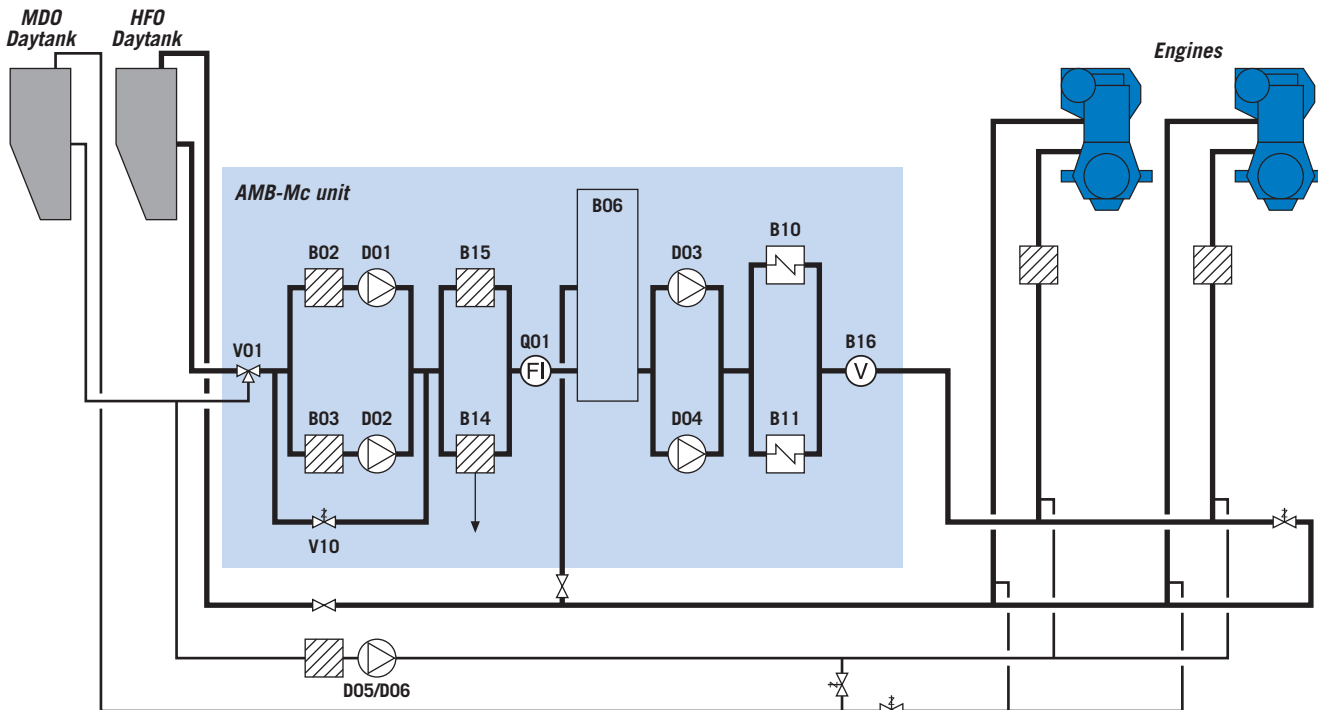 MDO
Daytank
HFO
Daytank
Engines
AMB-Mc unit
B06
B02
D01
B15
D03
B10
V01
Q01
B16
FI
V
B03
D02
B14
D04
B11
V10
D05/D06